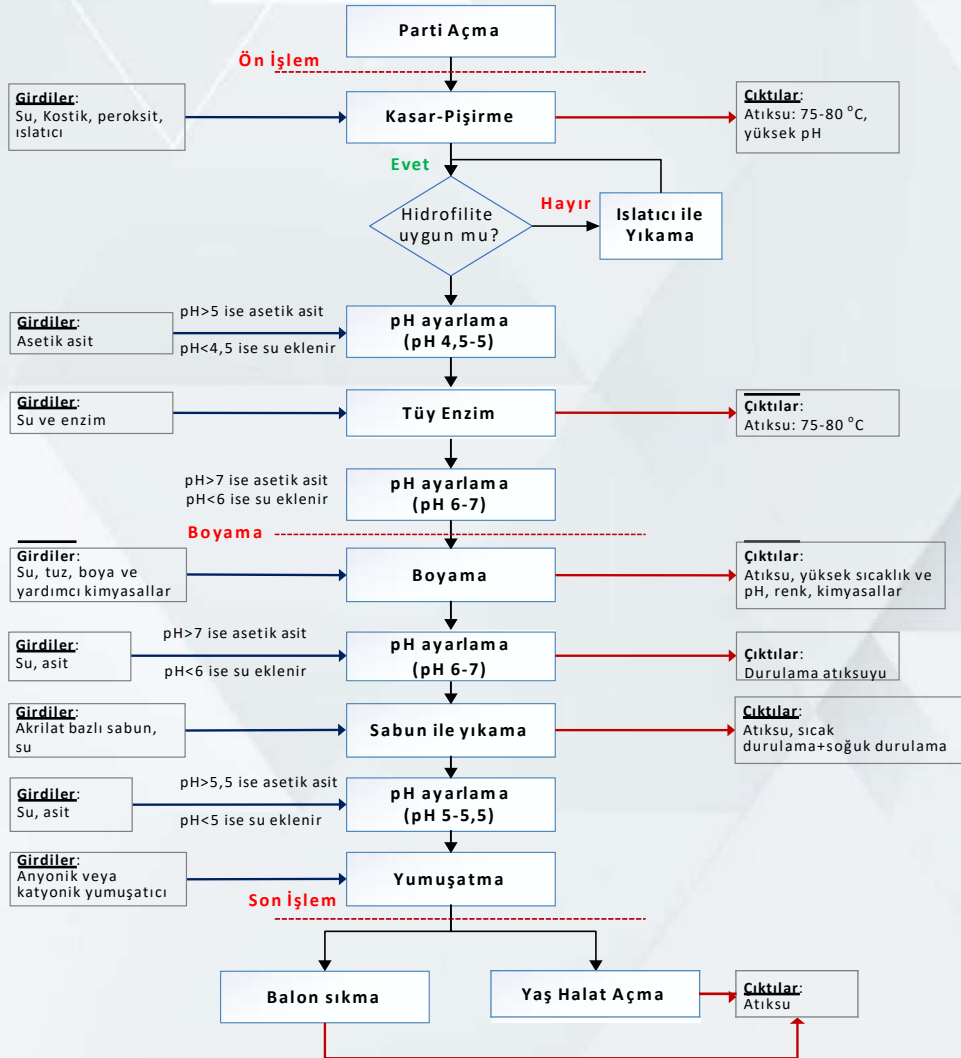 Parti Açma
Ön İşlem
Girdiler:
Su, Kostik, peroksit,
ıslatıcı
Kasar-Pişirme
Çıktılar:
Atıksu: 75-80 °C,
yüksek pH
Evet
Hidrofilite
uygun mu?
Hayır
Islatıcı ile
Yıkama
Girdiler:
Asetik asit
pH>5 ise asetik asit
pH<4,5 ise su eklenir
pH ayarlama
(pH 4,5-5)
Girdiler:
Su ve enzim
Tüy Enzim
Çıktılar:
Atıksu: 75-80 °C
pH>7 ise asetik asit
pH<6 ise su eklenir
pH ayarlama
(pH 6-7)
Boyama
Girdiler:
Su, tuz, boya ve
yardımcı kimyasallar
Boyama
Çıktılar:
Atıksu, yüksek sıcaklık ve
pH, renk, kimyasallar
Girdiler:
Su, asit
pH>7 ise asetik asit
pH<6 ise su eklenir
pH ayarlama
(pH 6-7)
Çıktılar:
Durulama atıksuyu
Girdiler:
Akrilat bazlı sabun,
su
Sabun ile yıkama
Çıktılar:
Atıksu, sıcak
durulama+soğuk durulama
Girdiler:
Su, asit
pH>5,5 ise asetik asit
pH<5 ise su eklenir
pH ayarlama
(pH 5-5,5)
Girdiler:
Anyonik veya
katyonik yumuşatıcı
Yumuşatma
Son İşlem
Balon sıkma
Yaş Halat Açma
Çıktılar:
Atıksu